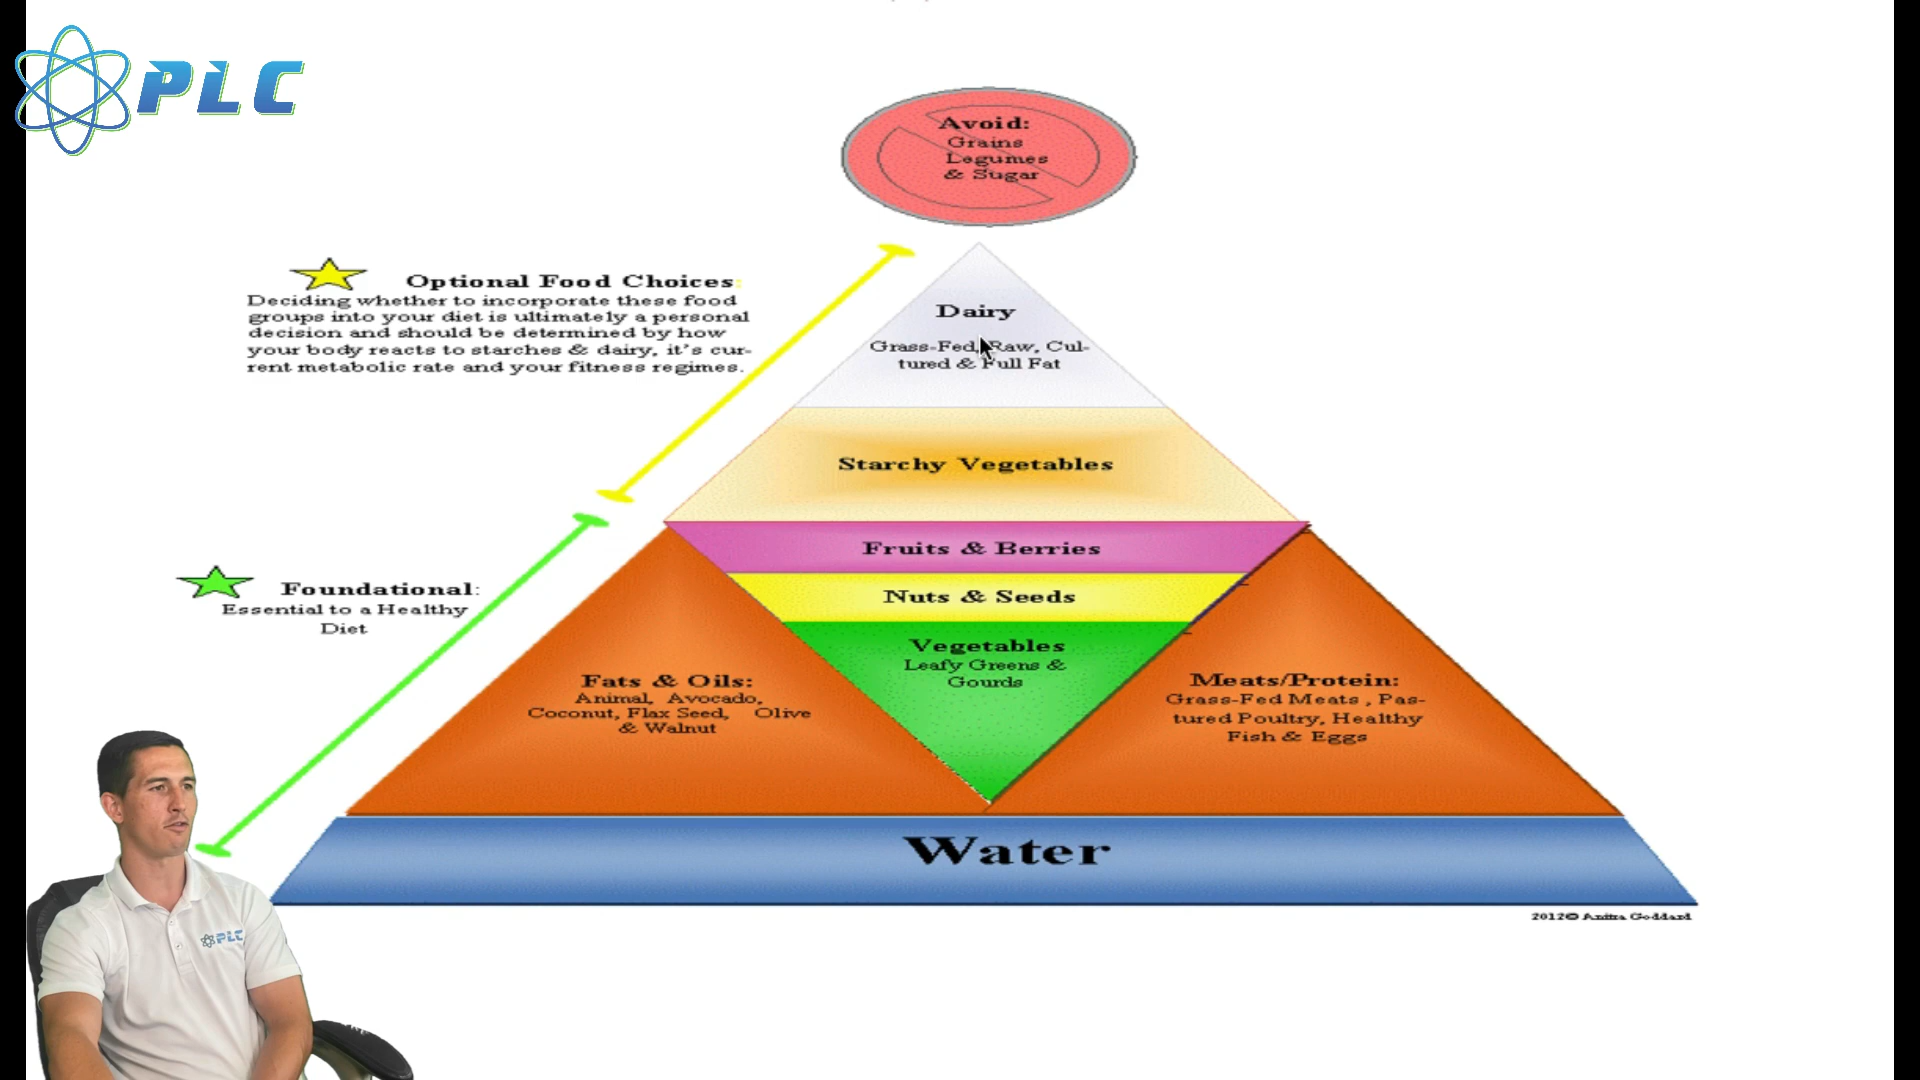 PLC
Avoid:
Grains
Legumes
& Sugar
Optional Food Choices:
Deciding whether to incorporate these food
groups into your diet is ultimately a personal
decision and should be determined by how
your body reacts to starches & dairy, it's cur-
rent metabolic rate and your fitness regimes.
Dairy
Grass-Fed, Raw, Cul-
tured & Full Fat
Starchy Vegetables
Fruits & Berries
Nuts & Seeds
Vegetables
Leafy Greens &
Gourds
Foundational:
Essential to a Healthy
Diet
Fats & Oils:
Animal, Avocado,
Coconut, Flax Seed, Olive
& Walnut
Meats/Protein:
Grass-Fed Meats , Pas-
tured Poultry, Healthy
Fish & Eggs
Water
2012© Anitra Goddard
PLC